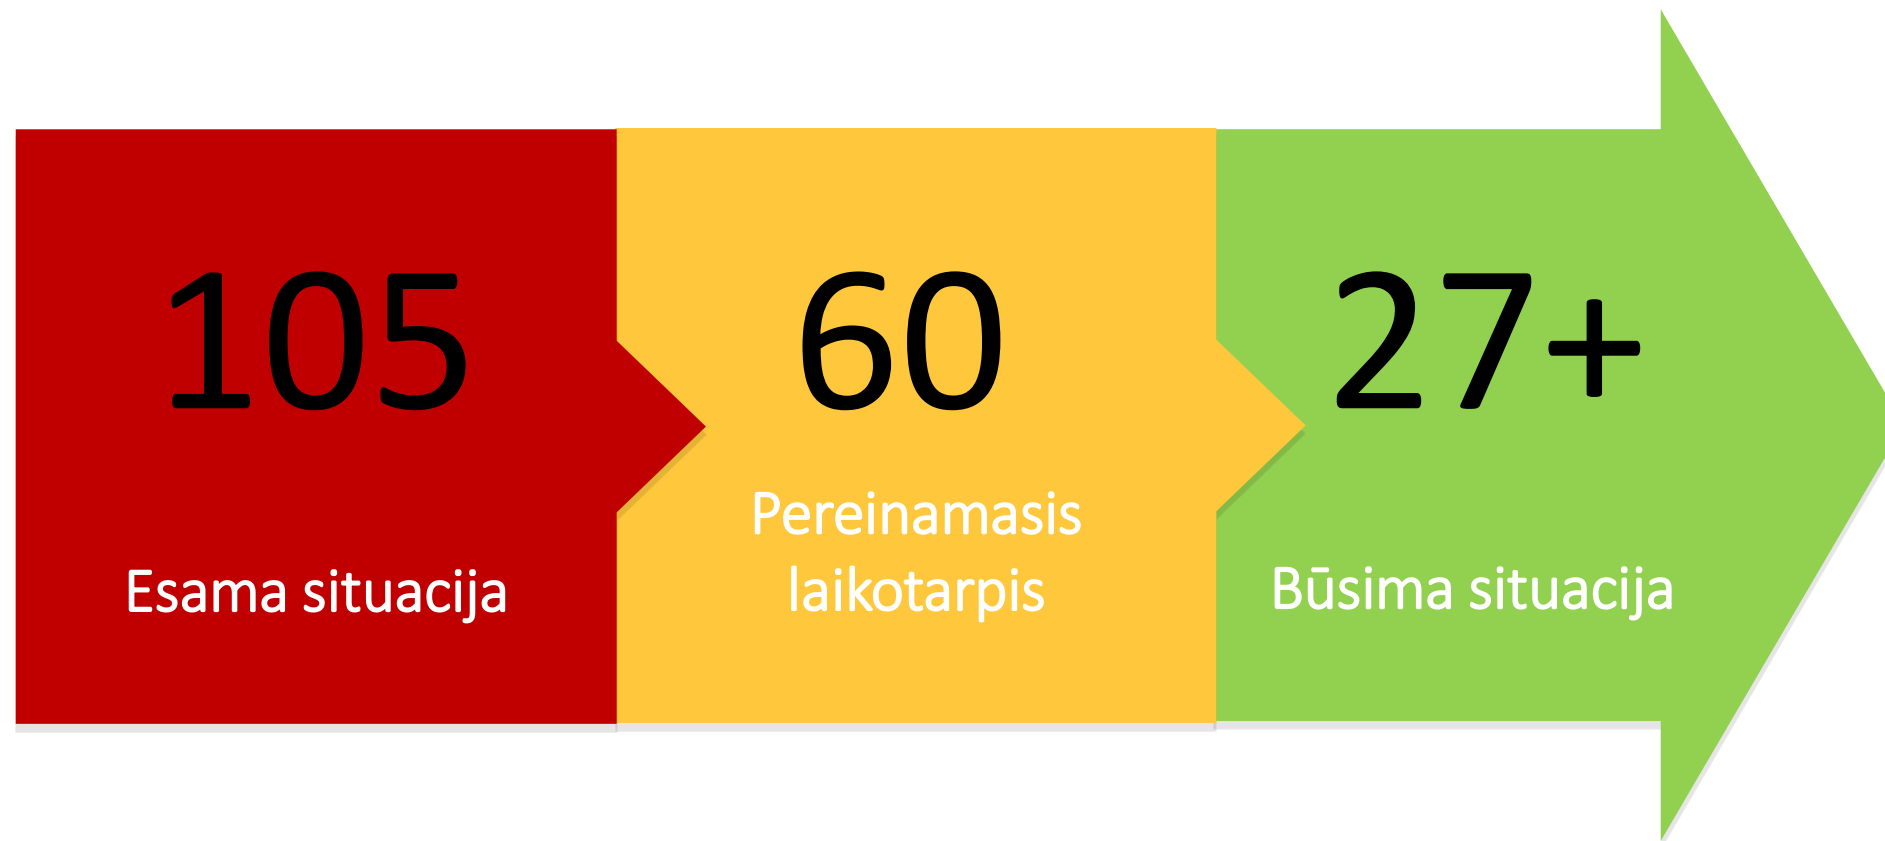 105
Esama situacija
60
Pereinamasis
laikotarpis
27+
Būsima situacija